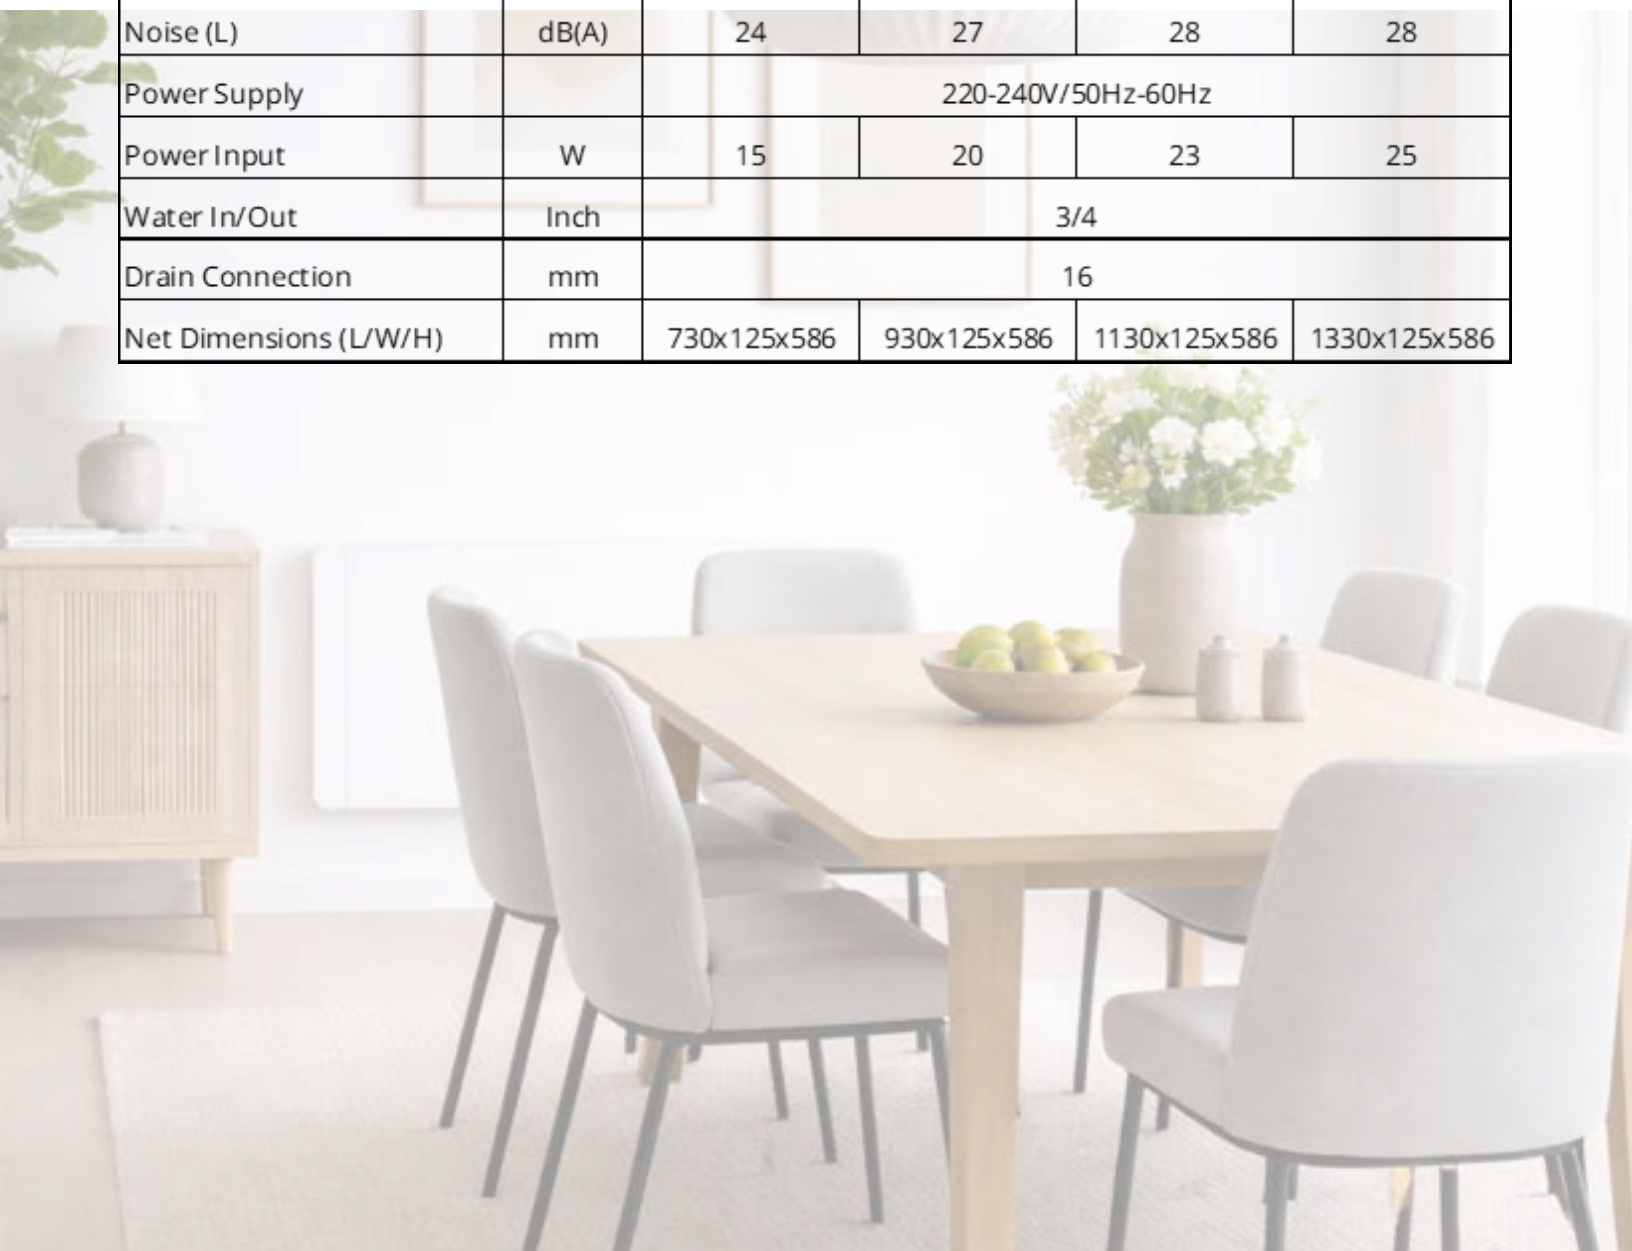 Noise (L) dB(A) 24 27 28 28
Power Supply 220-240V/50Hz-60Hz
Power Input W 15 20 23 25
Water In/Out Inch 3/4
Drain Connection mm 16
Net Dimensions (L/W/H) mm 730x125x586 930x125x586 1130x125x586 1330x125x586